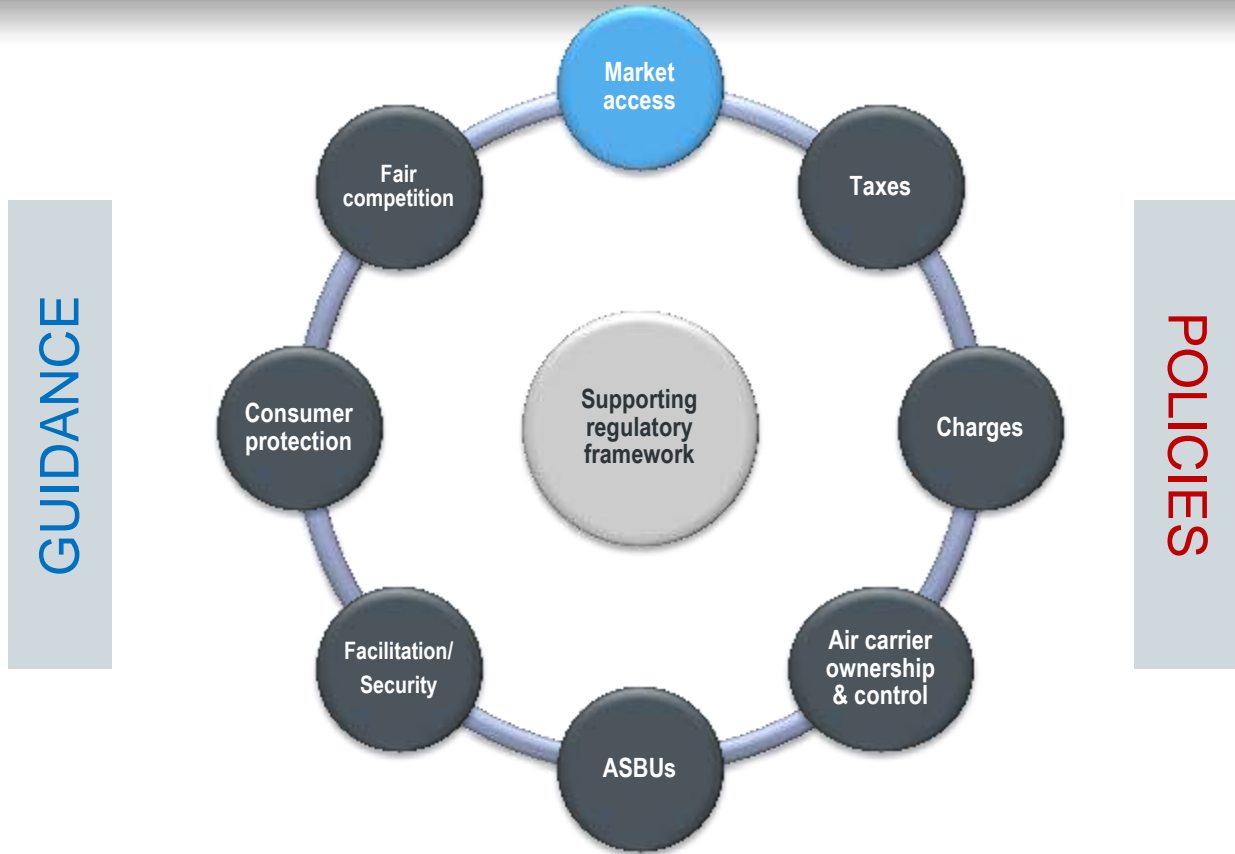 Market
access
Fair
competition
Taxes
GUIDANCE
Consumer
protection
Supporting
regulatory
framework
Charges
POLICIES
Facilitation/
Security
Air carrier
ownership
& control
ASBUs